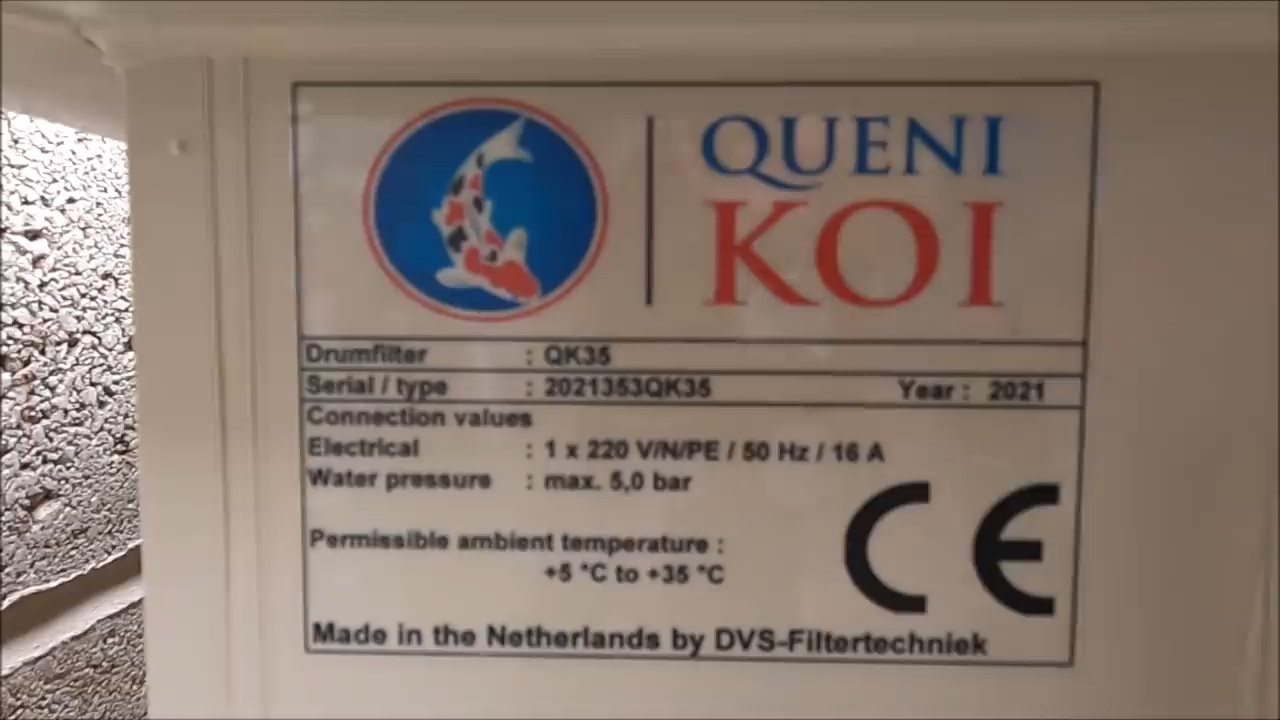 QUENI
KOI
Drumfilter : QK35
Serial / type : 2021353QK35 Year : 2021
Connection values
Electrical : 1 x 220 V/N/PE / 50 Hz / 16 A
Water pressure : max. 5,0 bar
Permissible ambient temperature :
+5 °C to +35 °C
CE
Made in the Netherlands by DVS-Filtertechniek